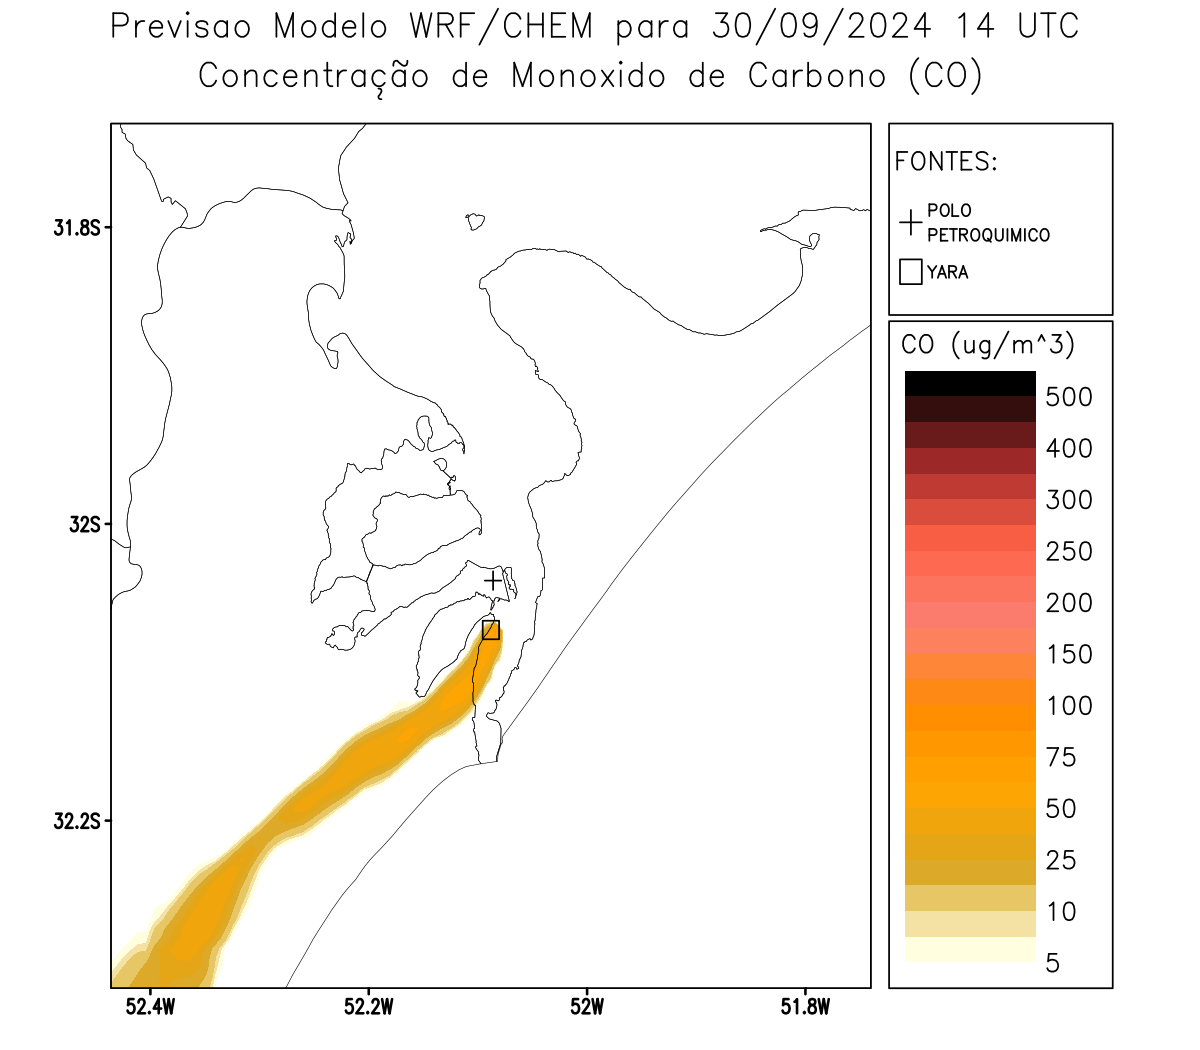 Previsao Modelo WRF/CHEM para 30/09/2024 14 UTC
Concentração de Monoxido de Carbono (CO)
FONTES:
POLO
PETROQUIMICO
YARA
CO (ug/m^3)
500
400
300
250
200
150
100
75
50
25
10
5
31.8S
32S
32.2S
52.4W
52.2W
52W
51.8W